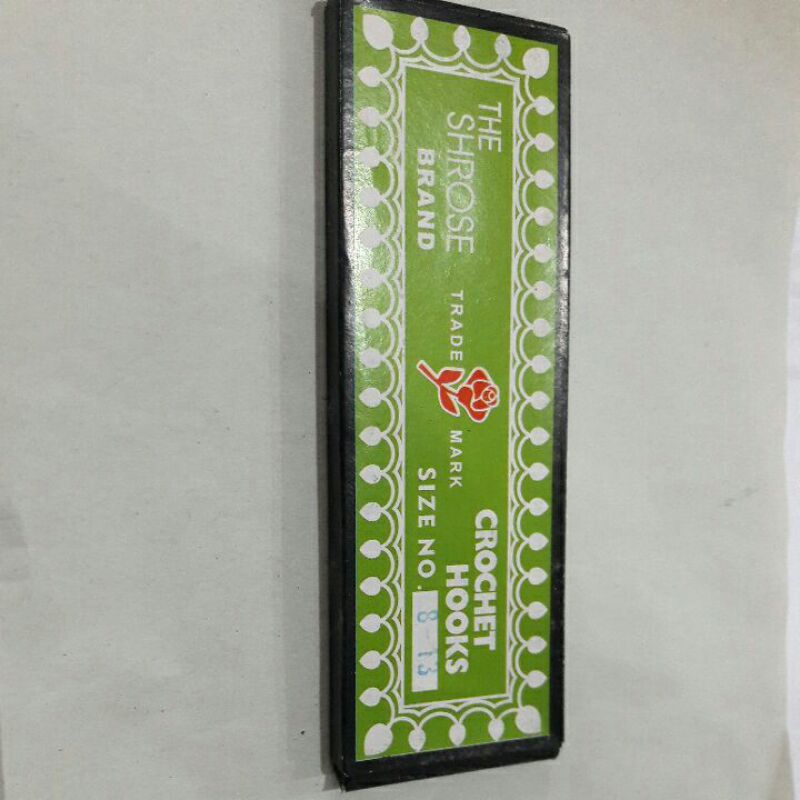 THE
SHROSE
BRAND
TRADE MARK
CROCHET
HOOKS
SIZE NO. 8-13